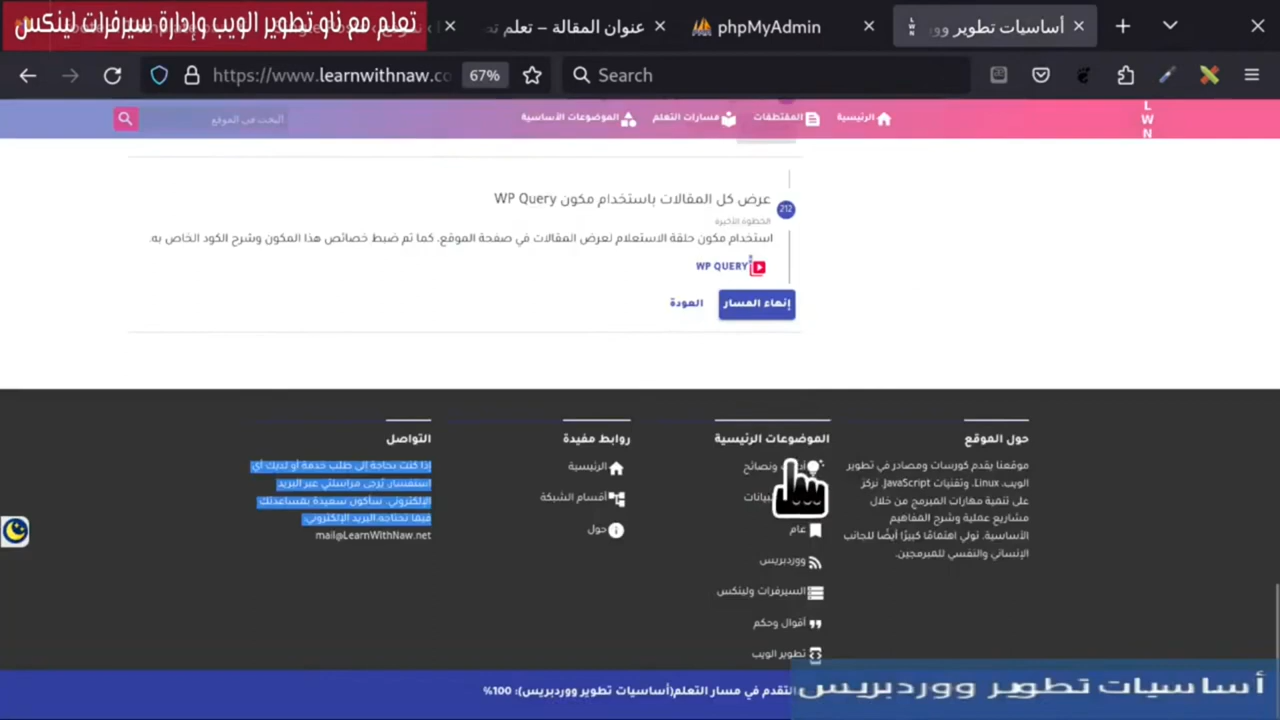 تعلم مع ناو تطوير الويب وإدارة سيرفرات لينكس
عنوان المقالة – تعلم
phpMyAdmin
أساسيات تطوير
https://www.learnwithnaw.co
67%
Search
L
W
N
الرئيسية
المقتطفات
مسارات التعلم
الموضوعات الأساسية
البحث في الموقع
عرض كل المقالات باستخدام مكون WP Query
212
الخطوة الأخيرة
استخدام مكون حلقة الاستعلام لعرض المقالات في صفحة الموقع. كما تم ضبط خصائص هذا المكون وشرح الكود الخاص به.
WP QUERY
إنهاء المسار
العودة
حول الموقع
موقعنا يقدم كورسات ومصادر في تطوير
الويب، Linux، وتقنيات JavaScript. نركز
على تنمية مهارات المبرمج من خلال
مشاريع عملية وشرح المفاهيم
الأساسية. نولي اهتمامًا كبيرًا أيضًا للجانب
الإنساني والنفسي للمبرمجين.
الموضوعات الرئيسية
ونصائح
عام
ووردبريس
السيرفرات ولينكس
أقوال وحكم
تطوير الويب
روابط مفيدة
الرئيسية
أقسام الشبكة
حول
التواصل
إذا كنت بحاجة إلى طلب خدمة أو لديك أي
استفسار، يُرجى مراسلتي عبر البريد
الإلكتروني. سأكون سعيدة بمساعدتك
فيما تحتاجه.البريد الإلكتروني:
mail@LearnWithNaw.net
التقدم في مسار التعلم(أساسيات تطوير ووردبريس): 100%
أساسيات تطوير ووردبريس